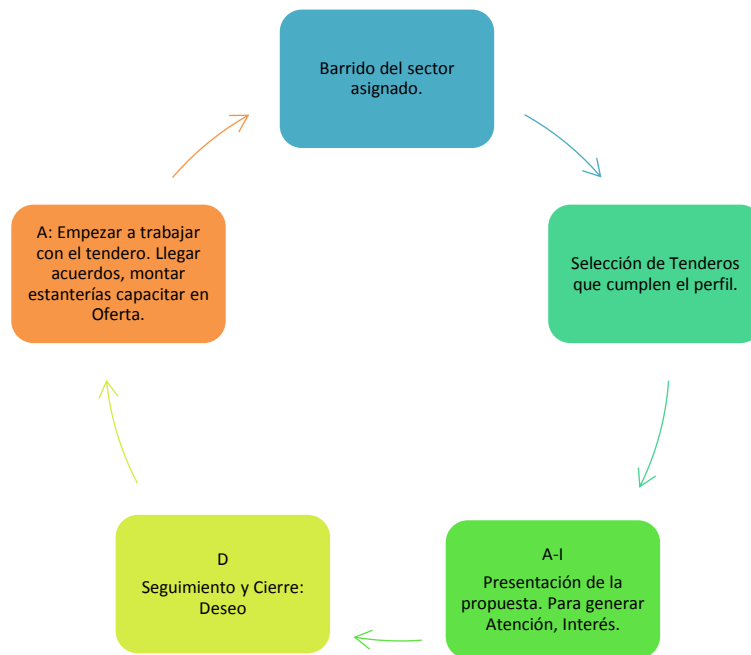 Barrido del sector
asignado.
Selección de Tenderos
que cumplen el perfil.
A-I
Presentación de la
propuesta. Para generar
Atención, Interés.
D
Seguimiento y Cierre:
Deseo
A: Empezar a trabajar
con el tendero. Llegar
acuerdos, montar
estanterías capacitar en
Oferta.